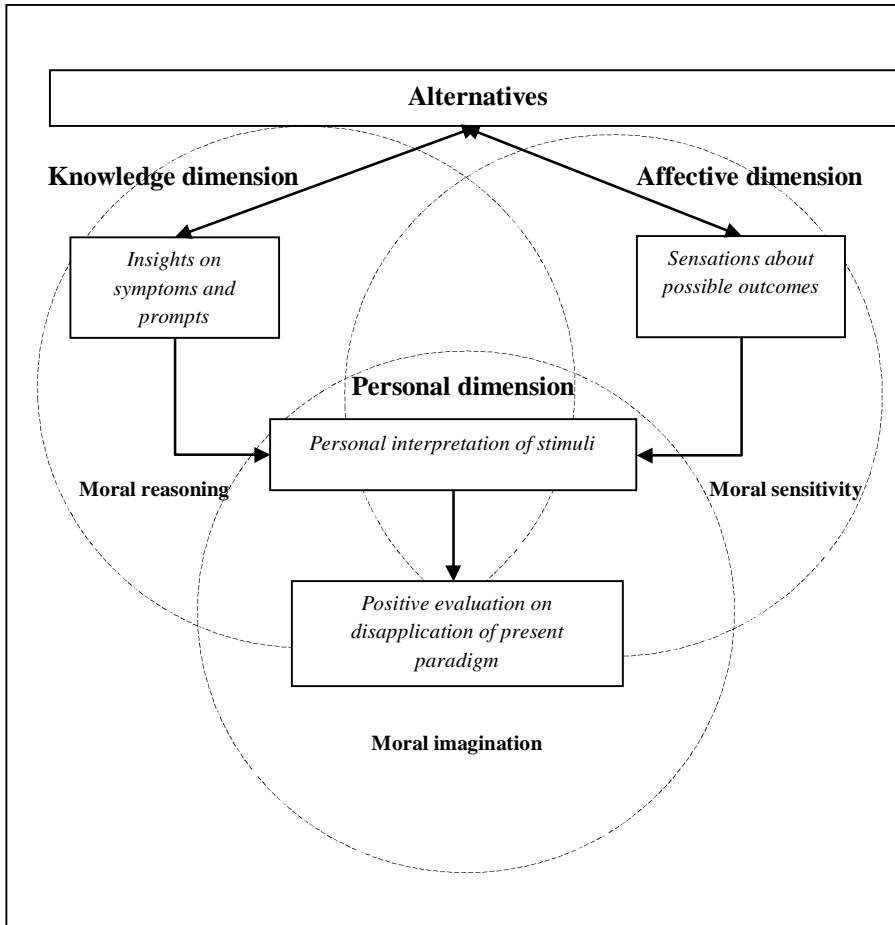 Alternatives
Knowledge dimension
Affective dimension
Insights on
symptoms and
prompts
Sensations about
possible outcomes
Personal dimension
Personal interpretation of stimuli
Moral reasoning
Moral sensitivity
Positive evaluation on
disapplication of present
paradigm
Moral imagination